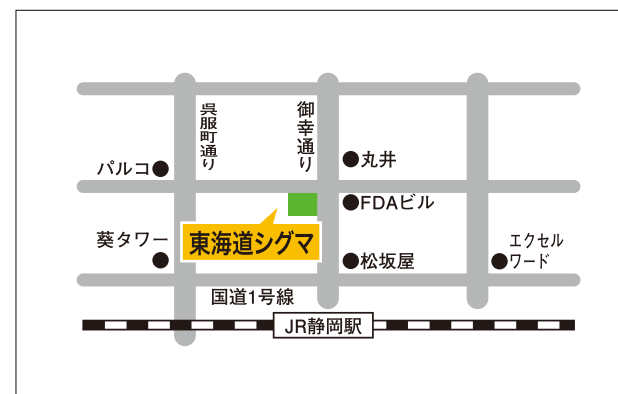 呉服町通り
御幸通り
パルコ
丸井
FDAビル
東海道シグマ
葵タワー
松坂屋
エクセル
ワード
国道1号線
JR静岡駅